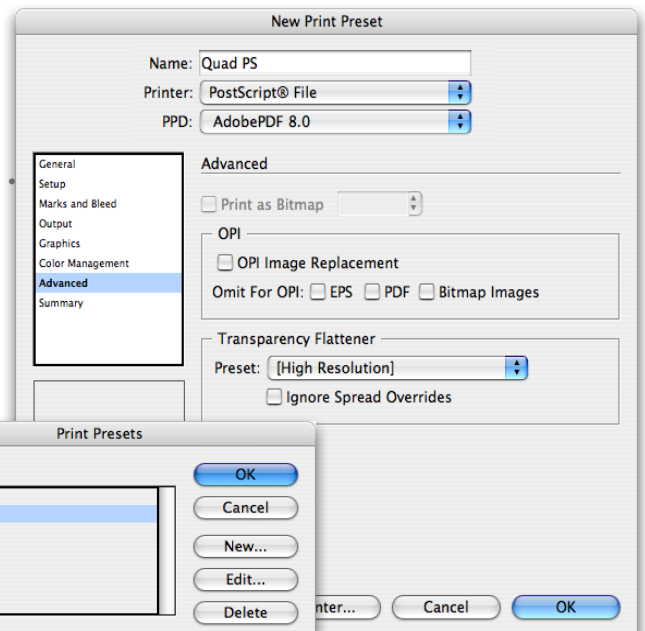 New Print Preset
Name: Quad PS
Printer: PostScript® File
PPD: AdobePDF 8.0
General
Setup
Marks and Bleed
Output
Graphics
Color Management
Advanced
Summary
Advanced
Print as Bitmap
OPI
OPI Image Replacement
Omit For OPI: EPS PDF Bitmap Images
Transparency Flattener
Preset: [High Resolution]
Ignore Spread Overrides
Print Presets
OK
Cancel
New...
Edit...
Delete
nter... Cancel OK